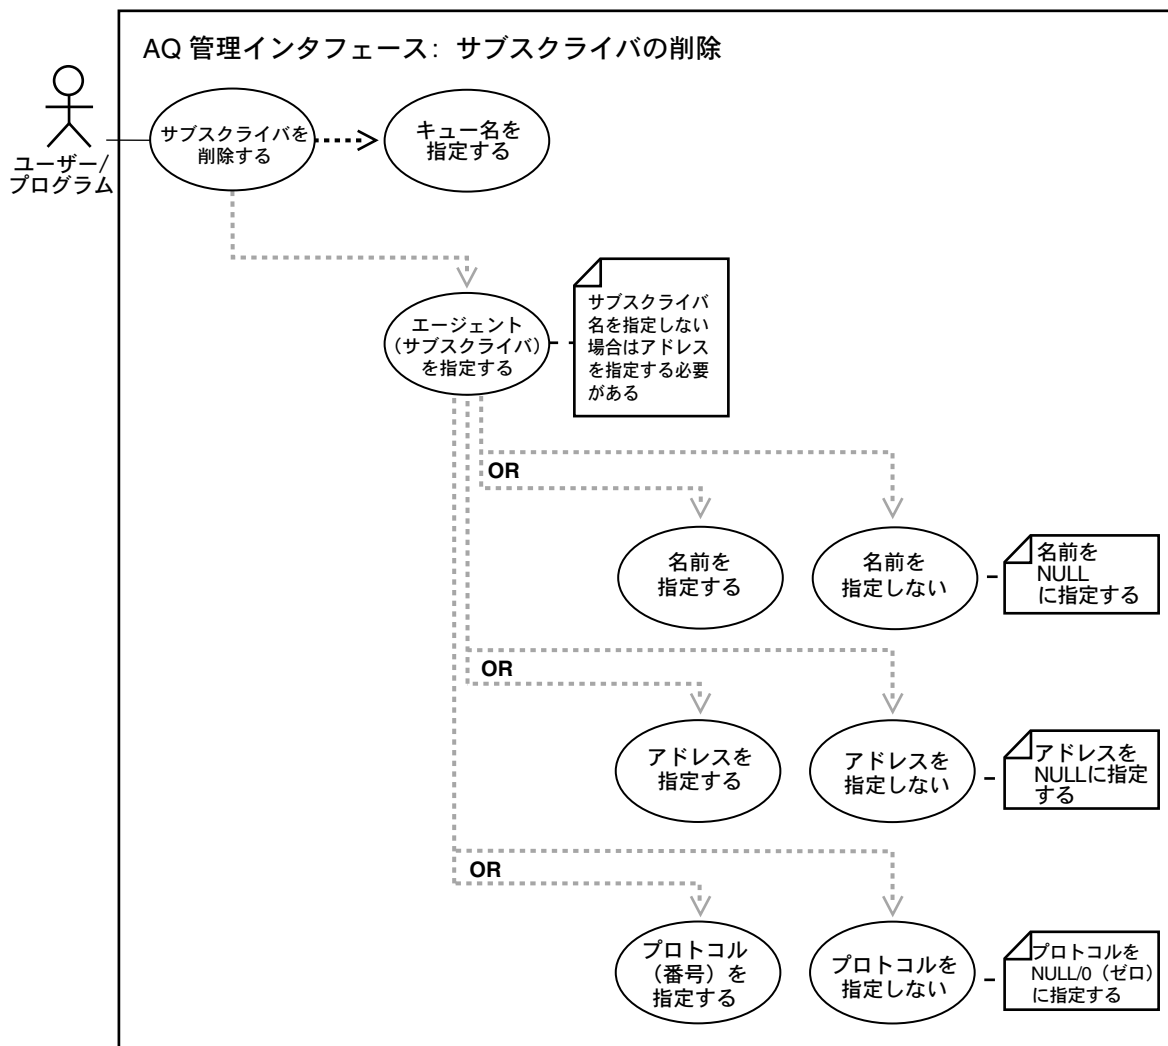 AQ 管理インタフェース： サブスクライバの削除
ユーザー/
プログラム
サブスクライバを
削除する
キュー名を
指定する
エージェント
（サブスクライバ）
を指定する
サブスクライバ
名を指定しない
場合はアドレス
を指定する必要
がある
OR
名前を
指定する
名前を
指定しない
名前を
NULL
に指定する
OR
アドレスを
指定する
アドレスを
指定しない
アドレスを
NULLに指定
する
OR
プロトコル
（番号）を
指定する
プロトコルを
指定しない
プロトコルを
NULL/0（ゼロ）
に指定する